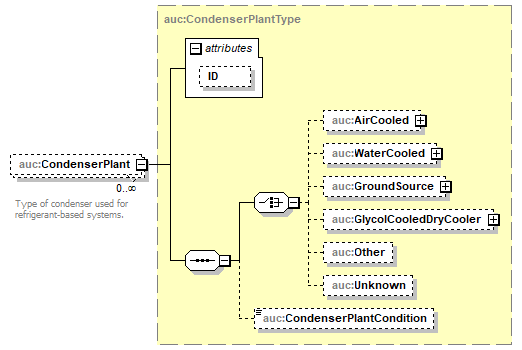 auc:CondenserPlantType
attributes
ID
auc:CondenserPlant
0..∞
Type of condenser used for
refrigerant-based systems.
auc:AirCooled
auc:WaterCooled
auc:GroundSource
auc:GlycolCooledDryCooler
auc:Other
auc:Unknown
auc:CondenserPlantCondition